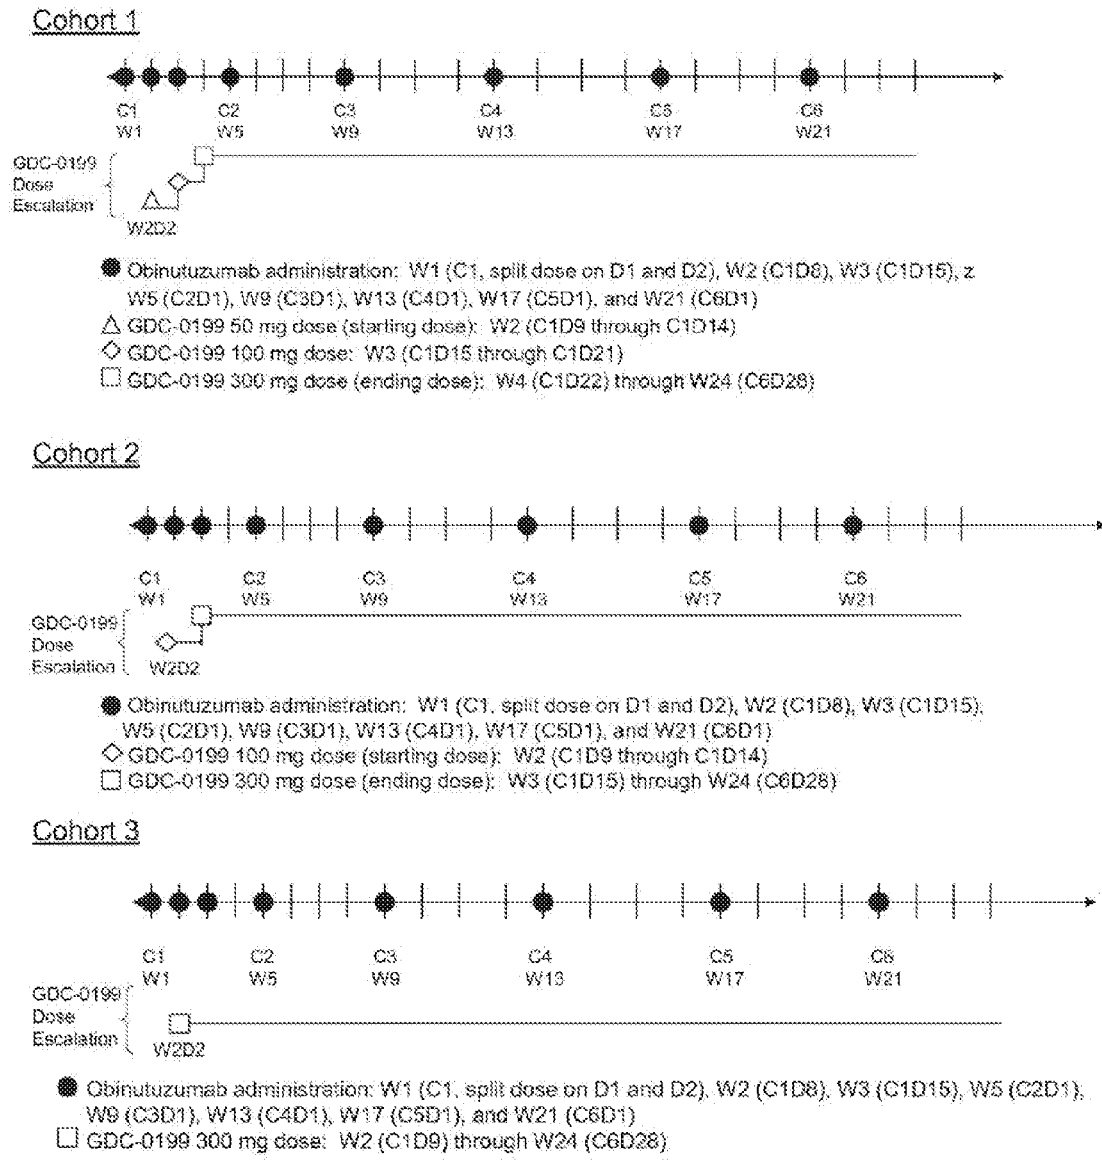 Cohort 1
C1 C2 C3 C4 C5 C6
W1 W5 W9 W13 W17 W21
GDC-0199
Dose
Escalation
W2D2
Obinutuzumab administration: W1 (C1, split dose on D1 and D2), W2 (C1D8), W3 (C1D15), z
W5 (C2D1), W9 (C3D1), W13 (C4D1), W17 (C5D1), and W21 (C6D1)
GDC-0199 50 mg dose (starting dose): W2 (C1D9 through C1D14)
GDC-0199 100 mg dose: W3 (C1D15 through C1D21)
GDC-0199 300 mg dose (ending dose): W4 (C1D22) through W24 (C6D28)
Cohort 2
C1 C2 C3 C4 C5 C6
W1 W5 W9 W13 W17 W21
GDC-0199
Dose
Escalation
W2D2
Obinutuzumab administration: W1 (C1, split dose on D1 and D2), W2 (C1D8), W3 (C1D15),
W5 (C2D1), W9 (C3D1), W13 (C4D1), W17 (C5D1), and W21 (C6D1)
GDC-0199 100 mg dose (starting dose): W2 (C1D9 through C1D14)
GDC-0199 300 mg dose (ending dose): W3 (C1D15) through W24 (C6D28)
Cohort 3
C1 C2 C3 C4 C5 C6
W1 W5 W9 W13 W17 W21
GDC-0199
Dose
Escalation
W2D2
Obinutuzumab administration: W1 (C1, split dose on D1 and D2), W2 (C1D8), W3 (C1D15), W5 (C2D1),
W9 (C3D1), W13 (C4D1), W17 (C5D1), and W21 (C6D1)
GDC-0199 300 mg dose: W2 (C1D9) through W24 (C6D28)